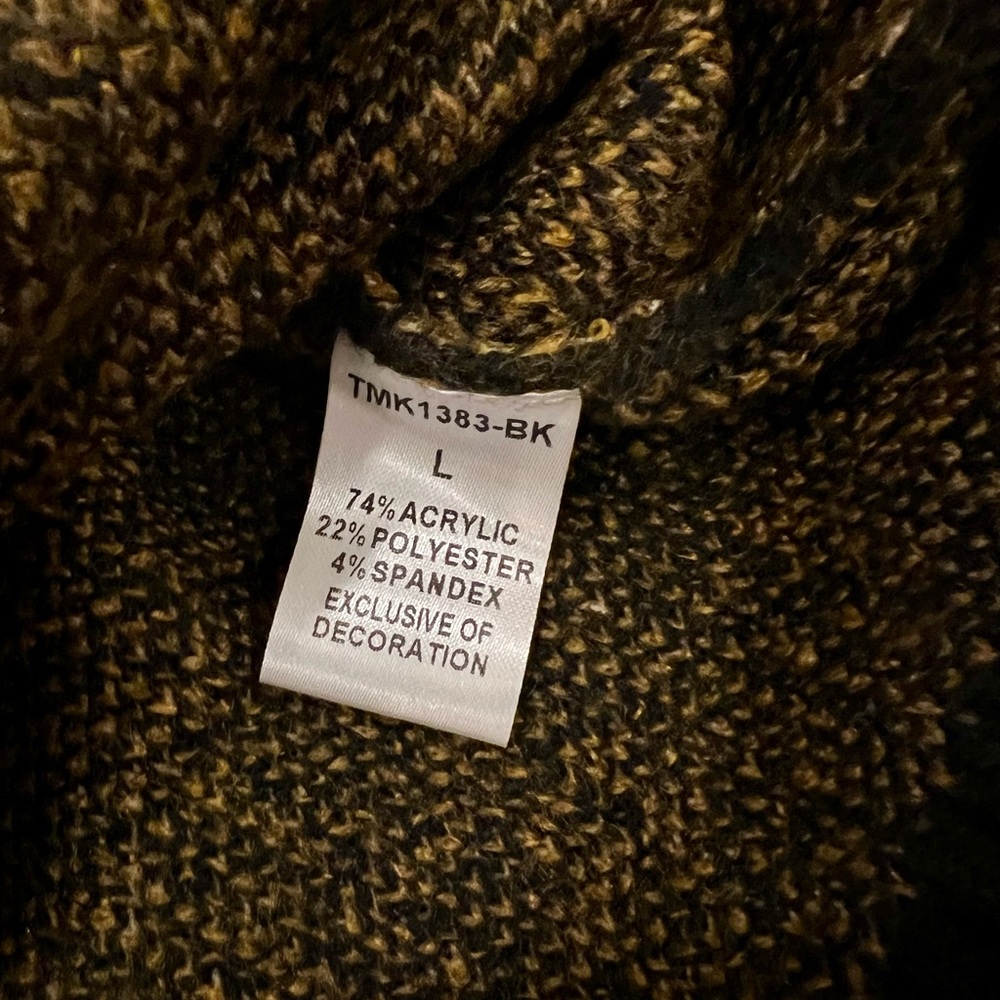 TMK1383-BK
L
74% ACRYLIC
22% POLYESTER
4% SPANDEX
EXCLUSIVE OF
DECORATION